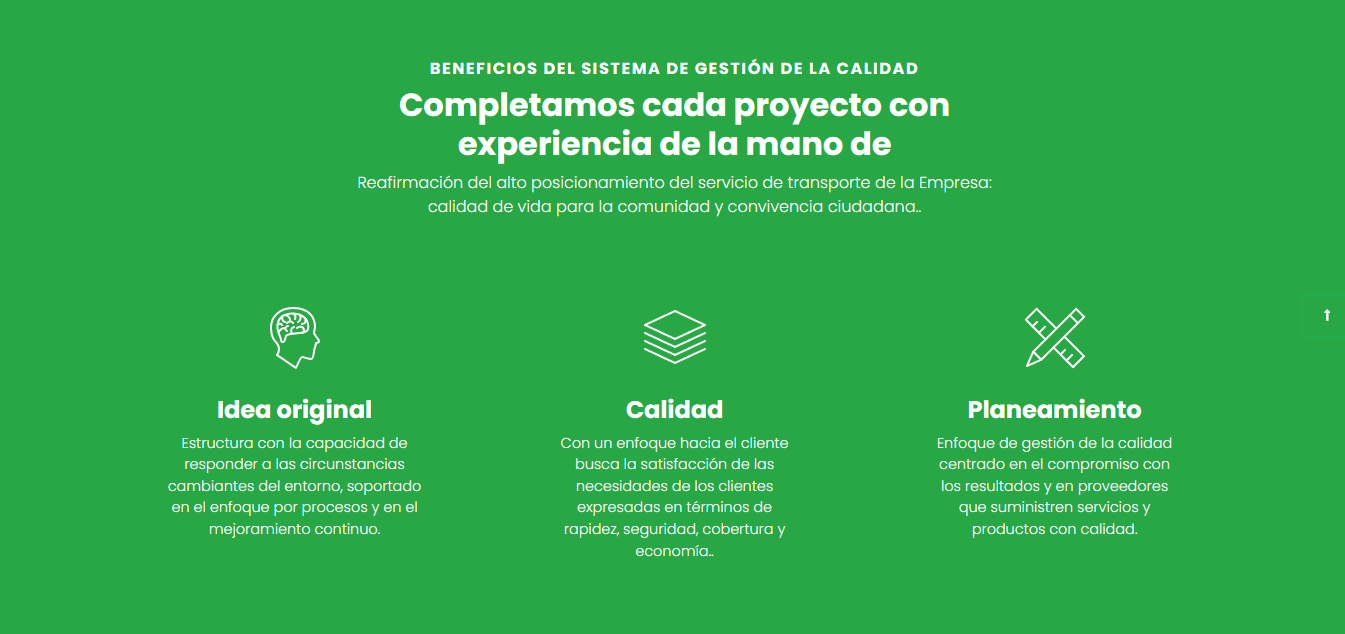 BENEFICIOS DEL SISTEMA DE GESTIÓN DE LA CALIDAD
Completamos cada proyecto con
experiencia de la mano de
Reafirmación del alto posicionamiento del servicio de transporte de la Empresa:
calidad de vida para la comunidad y convivencia ciudadana..
Idea original
Estructura con la capacidad de
responder a las circunstancias
cambiantes del entorno, soportado
en el enfoque por procesos y en el
mejoramiento continuo.
Calidad
Con un enfoque hacia el cliente
busca la satisfacción de las
necesidades de los clientes
expresadas en términos de
rapidez, seguridad, cobertura y
economía..
Planeamiento
Enfoque de gestión de la calidad
centrado en el compromiso con
los resultados y en proveedores
que suministren servicios y
productos con calidad.